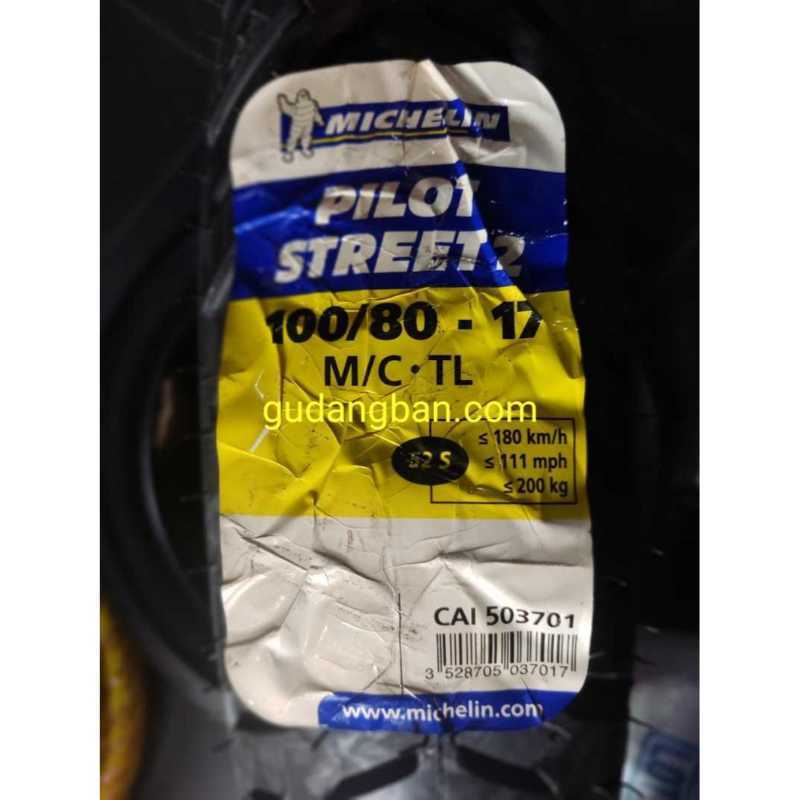 MICHELIN
PILOT
STREET 2
100/80 - 17
M/C • TL
gudangban.com
52 S
≤ 180 km/h
≤ 111 mph
≤ 200 kg
CAI 503701
3 528705 037017
www.michelin.com